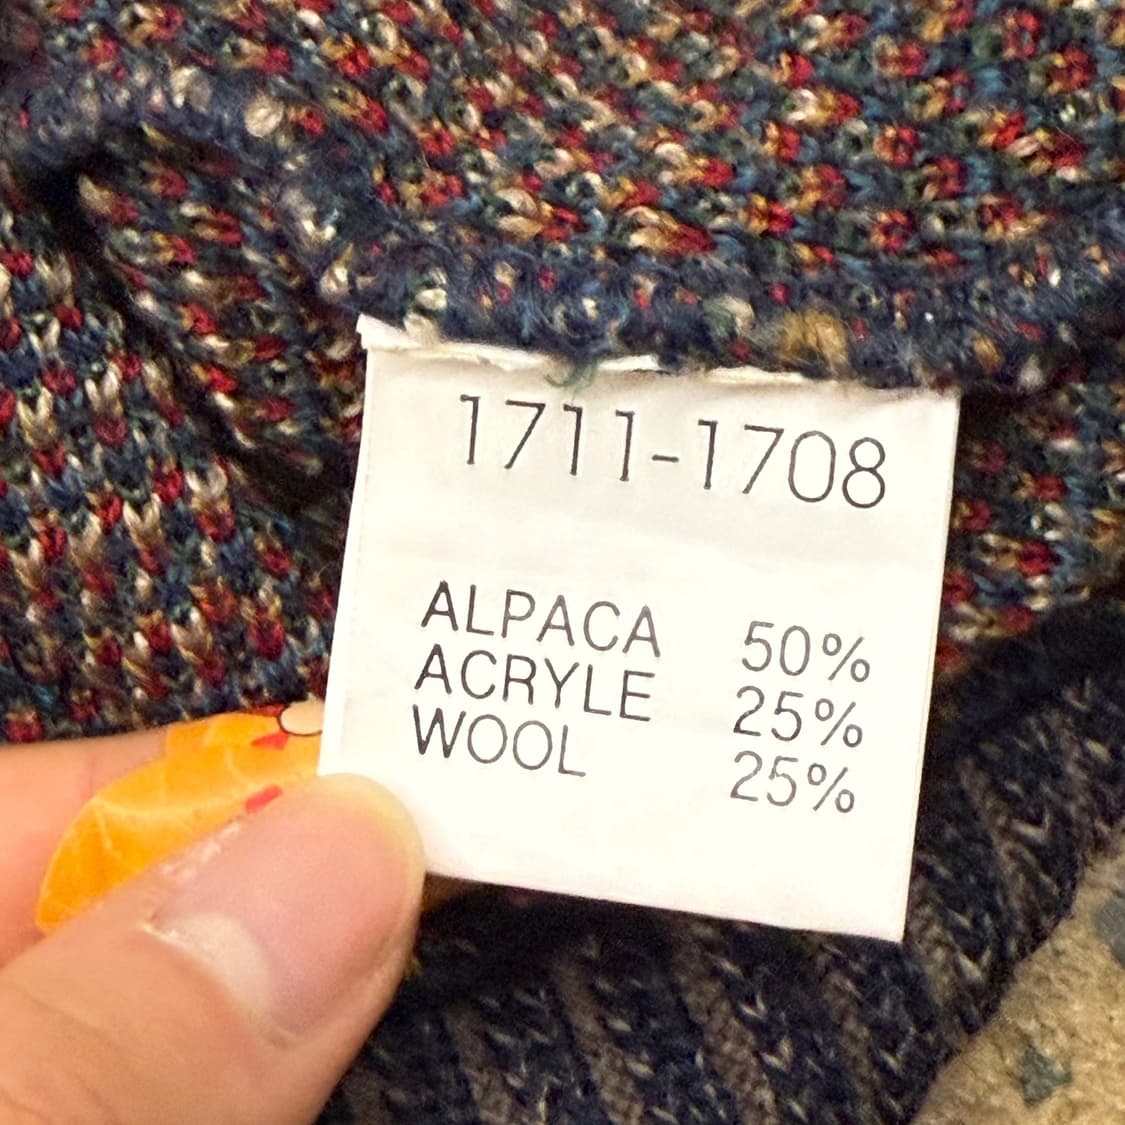 1711-1708
ALPACA 50%
ACRYLE 25%
WOOL 25%